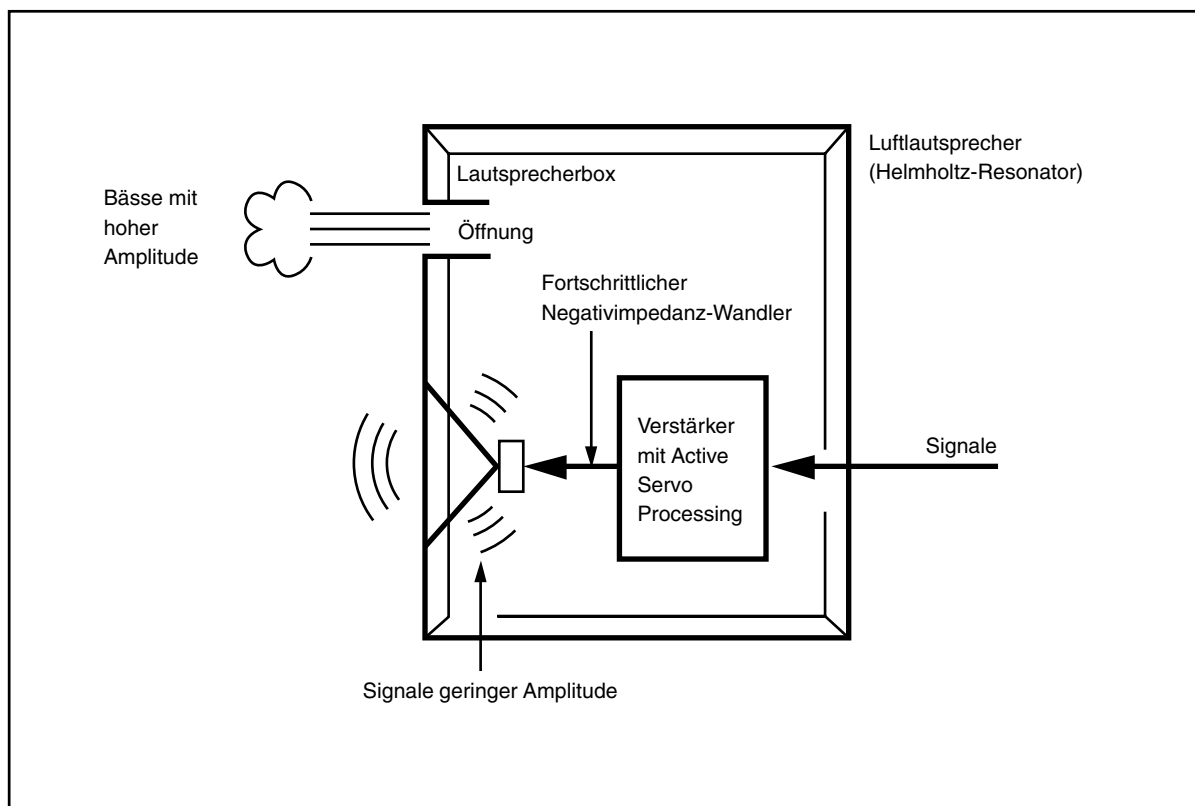 Luftlautsprecher
(Helmholtz-Resonator)
Lautsprecherbox
Bässe mit
hoher
Amplitude
Öffnung
Fortschrittlicher
Negativimpedanz-Wandler
Verstärker
mit Active
Servo
Processing
Signale
Signale geringer Amplitude